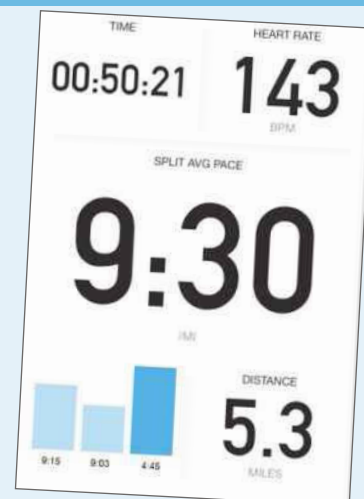 TIME
00:50:21
HEART RATE
143
BPM
SPLIT AVG PACE
9:30
/MI
9:15 9:03 4:45
DISTANCE
5.3
MILES